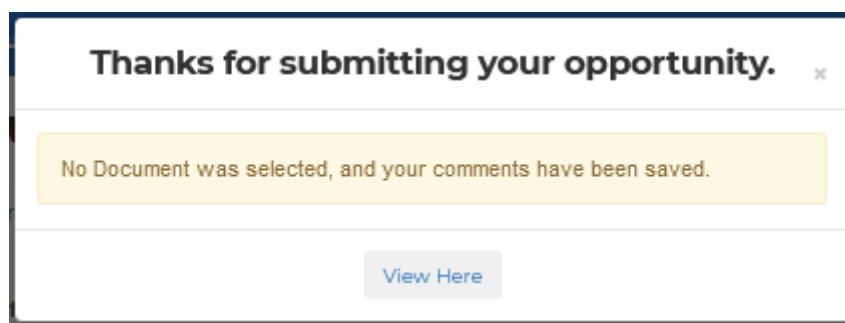 Thanks for submitting your opportunity.
×
No Document was selected, and your comments have been saved.
View Here